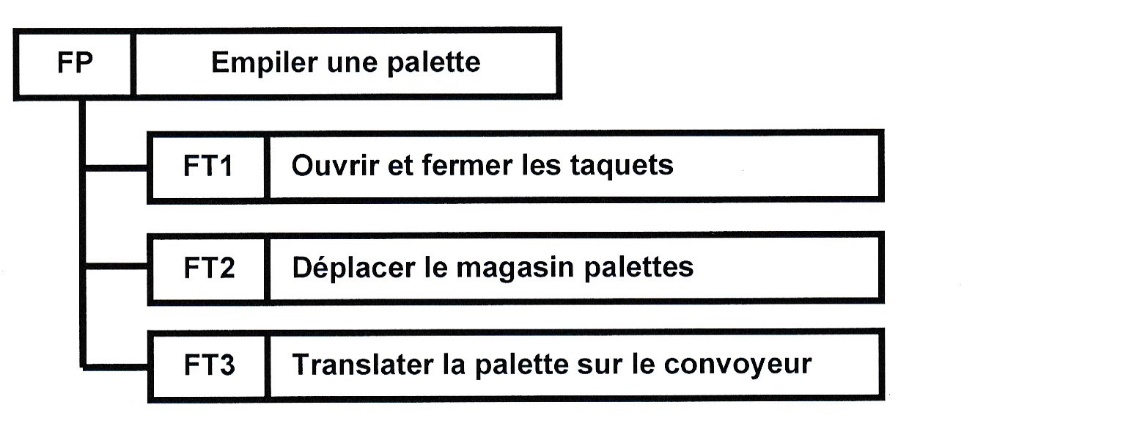 FP Empiler une palette
FT1 Ouvrir et fermer les taquets
FT2 Déplacer le magasin palettes
FT3 Translater la palette sur le convoyeur